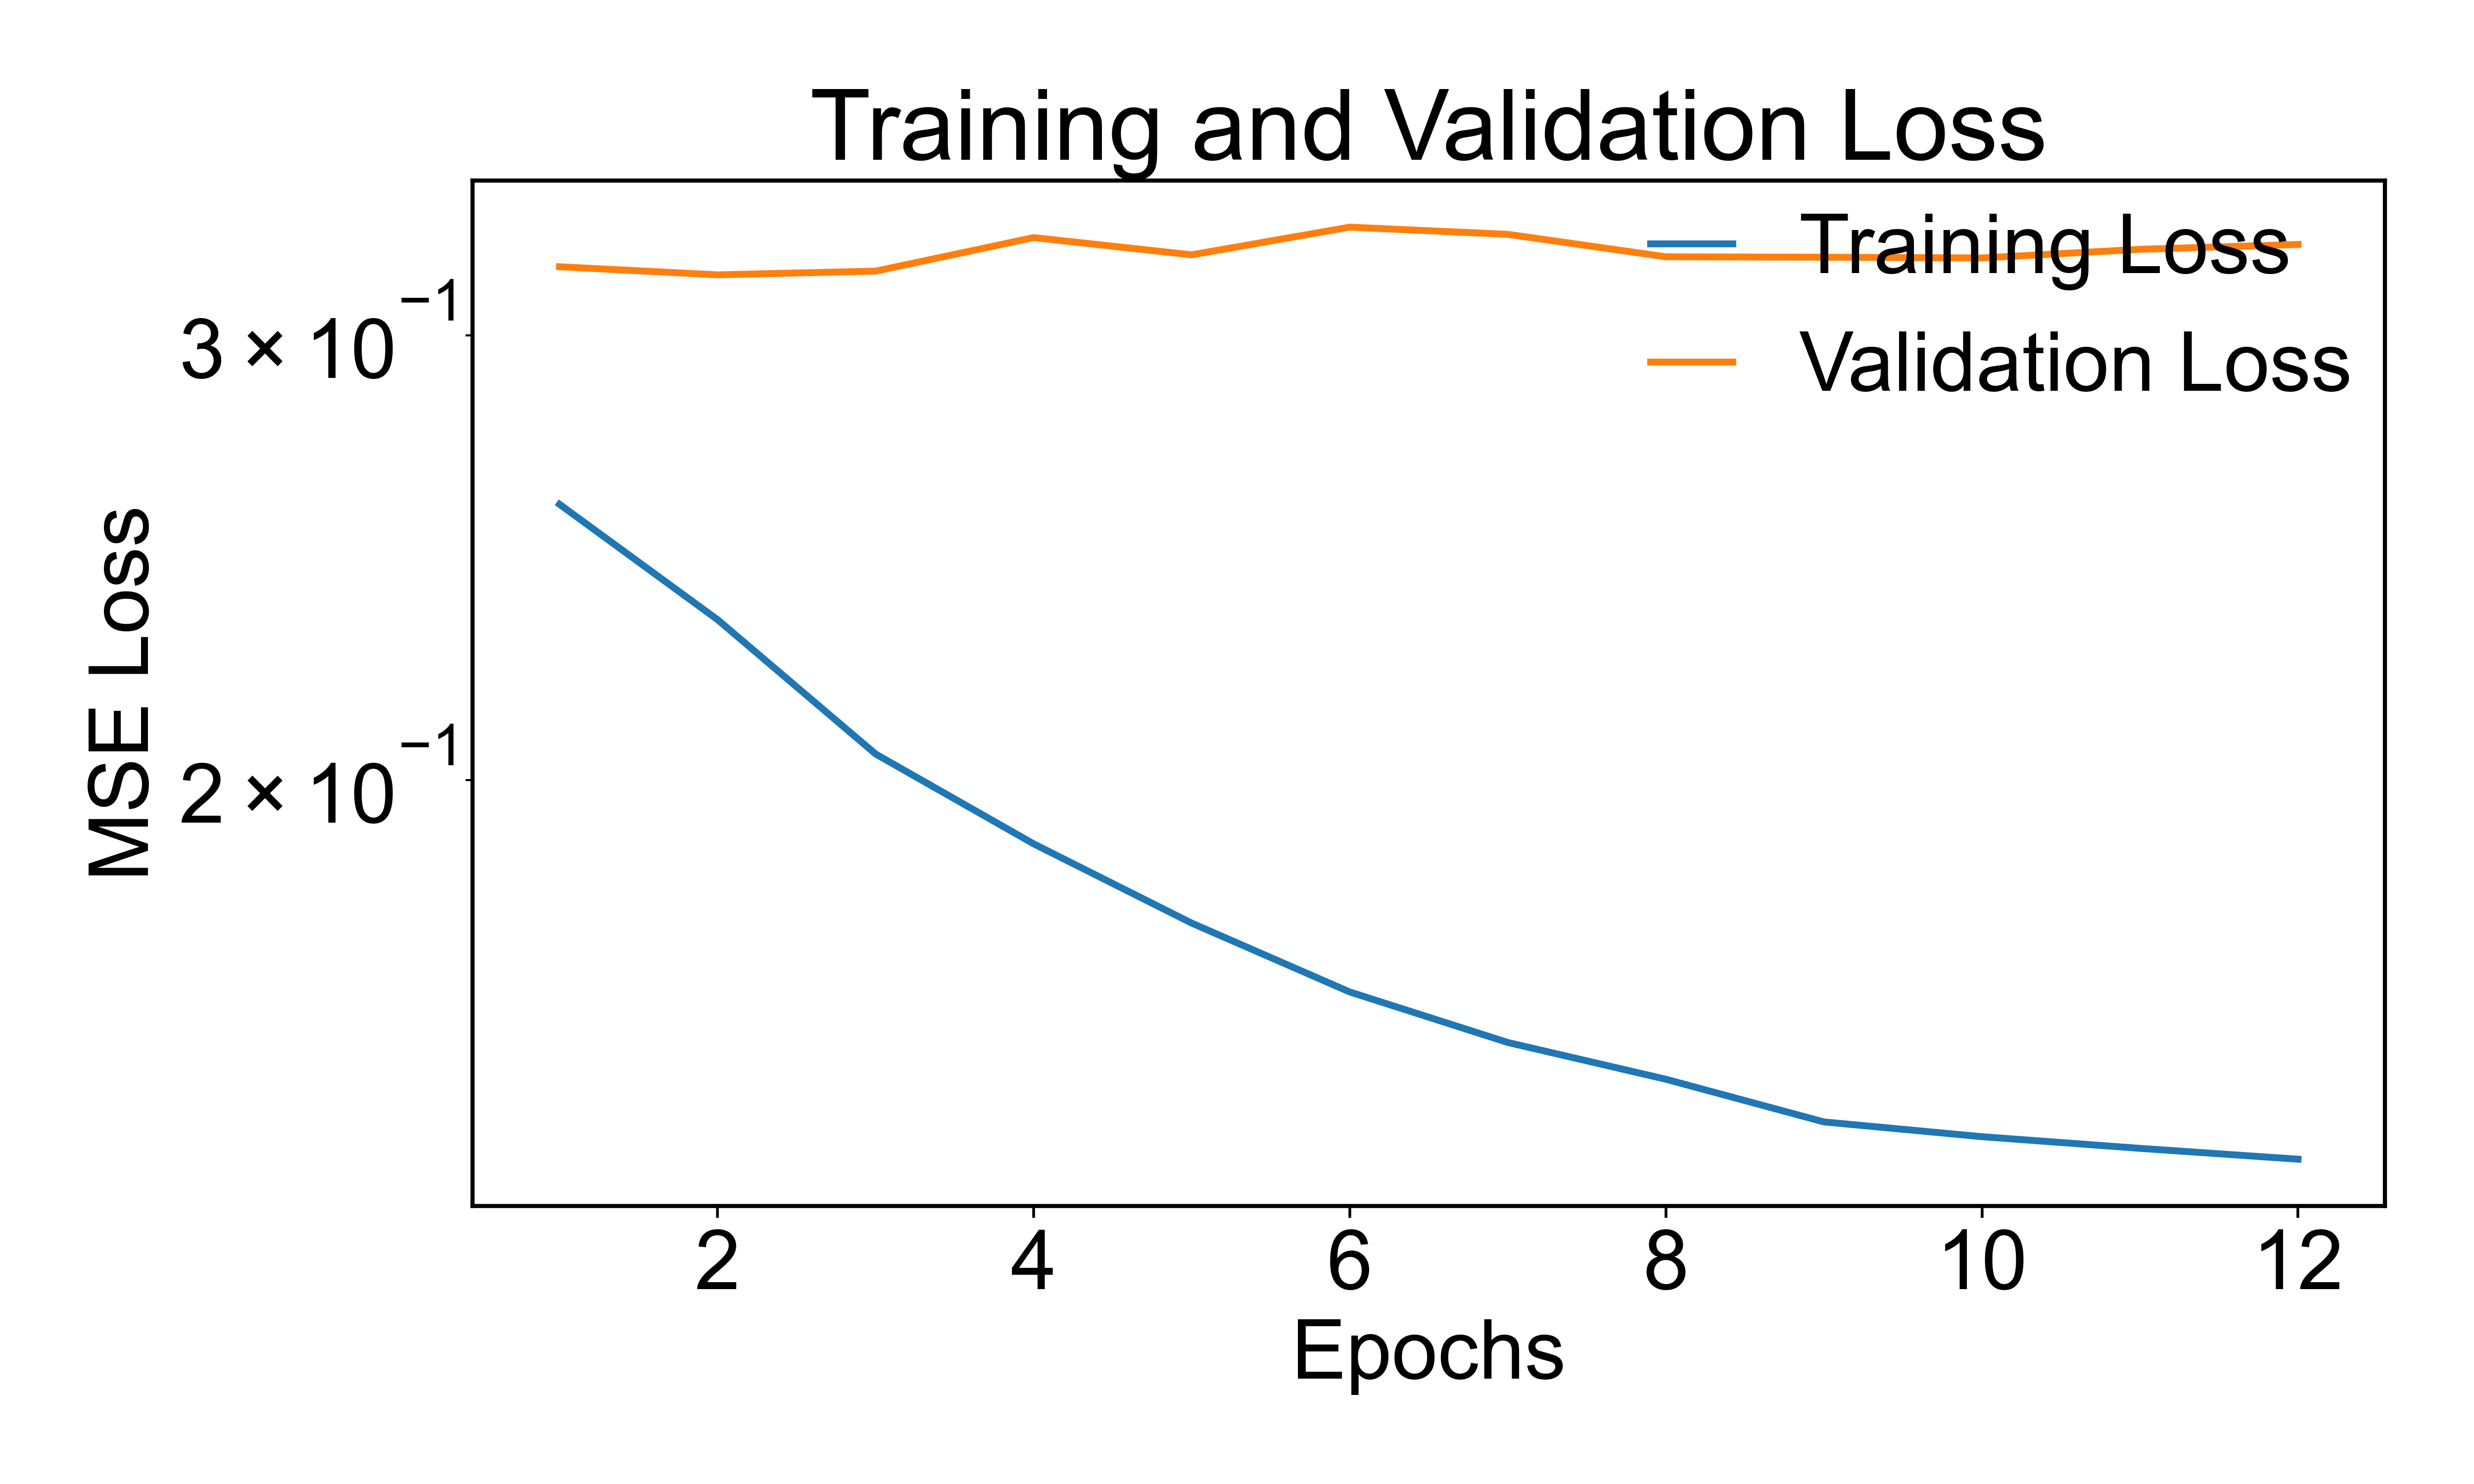 Training and Validation Loss
Training Loss
Validation Loss
3 × 10⁻¹
2 × 10⁻¹
MSE Loss
2 4 6 8 10 12
Epochs